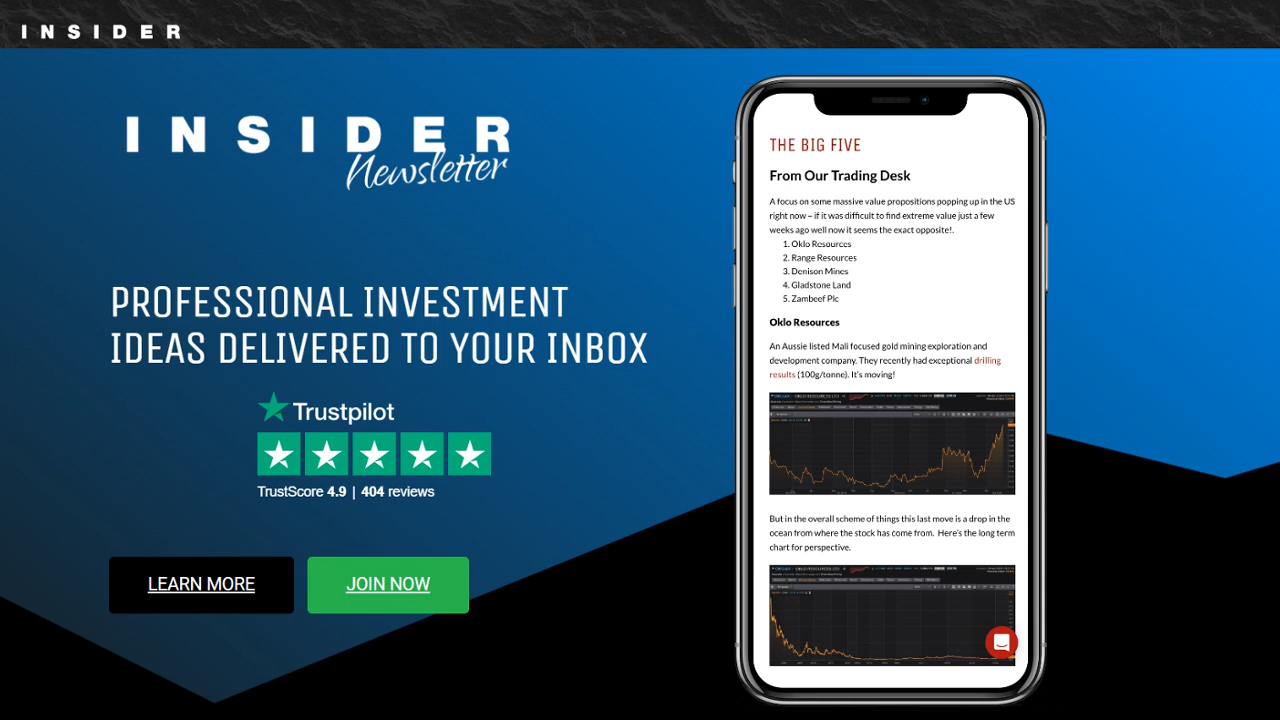 INSIDER
INSIDER
Newsletter
PROFESSIONAL INVESTMENT
IDEAS DELIVERED TO YOUR INBOX
Trustpilot
TrustScore 4.9 | 404 reviews
LEARN MORE
JOIN NOW
THE BIG FIVE
From Our Trading Desk
A focus on some massive value propositions popping up in the US
right now – if it was difficult to find extreme value just a few
weeks ago well now it seems the exact opposite!.
1. Oklo Resources
2. Range Resources
3. Denison Mines
4. Gladstone Land
5. Zambeef Plc
Oklo Resources
An Aussie listed Mali focused gold mining exploration and
development company. They recently had exceptional drilling
results (100g/tonne). It's moving!
But in the overall scheme of things this last move is a drop in the
ocean from where the stock has come from. Here's the long term
chart for perspective.